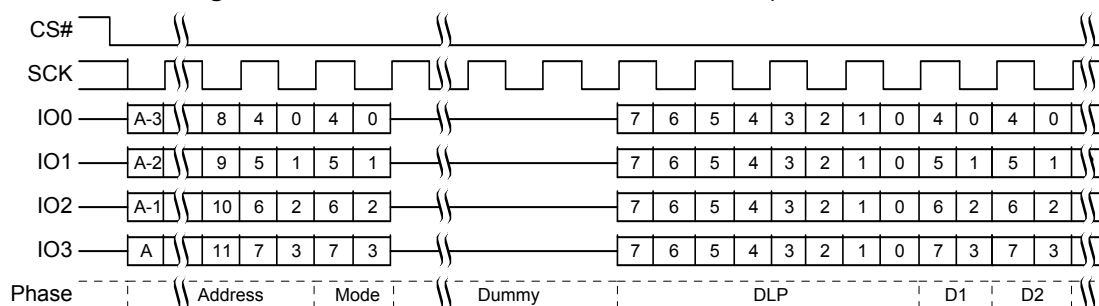 CS#
SCK
IO0 A-3 8 4 0 4 0 7 6 5 4 3 2 1 0 4 0 4 0
IO1 A-2 9 5 1 5 1 7 6 5 4 3 2 1 0 5 1 5 1
IO2 A-1 10 6 2 6 2 7 6 5 4 3 2 1 0 6 2 6 2
IO3 A 11 7 3 7 3 7 6 5 4 3 2 1 0 7 3 7 3
Phase Address Mode Dummy DLP D1 D2